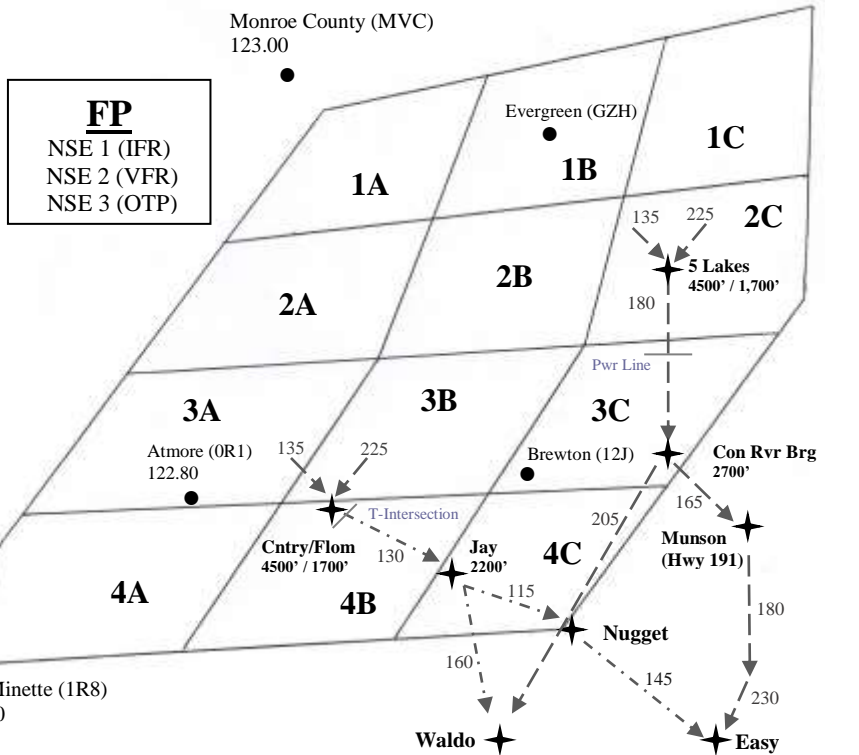 Monroe County (MVC)
123.00
FP
NSE 1 (IFR)
NSE 2 (VFR)
NSE 3 (OTP)
Evergreen (GZH)
1A
1B
1C
135
225
2C
5 Lakes
4500’ / 1,700’
180
2A
2B
Pwr Line
3A
3B
3C
Atmore (0R1)
122.80
135
225
Brewton (12J)
Con Rvr Brg
2700’
165
T-Intersection
205
Munson
(Hwy 191)
Cntry/Flom
4500’ / 1700’
130
Jay
2200’
4C
4A
4B
115
180
Nugget
160
145
230
Minette (1R8)
0
Waldo
Easy